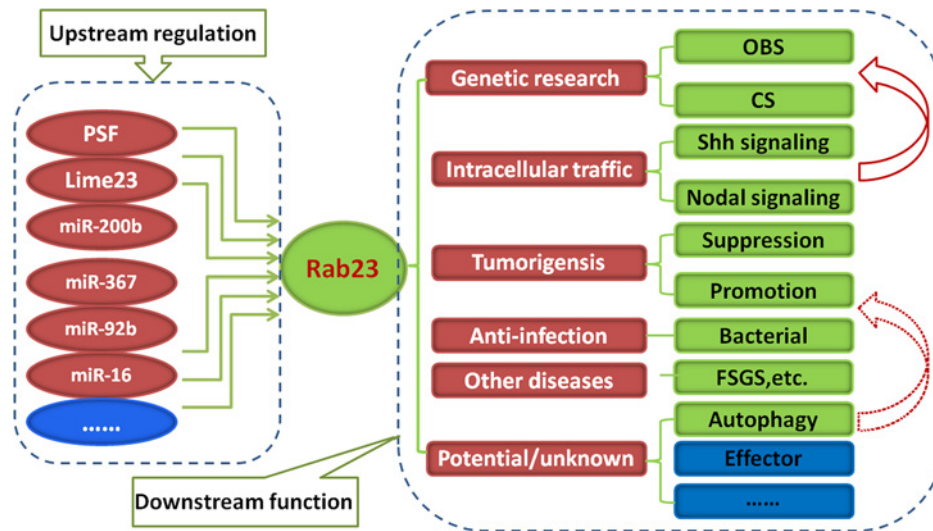 Upstream regulation
PSF
Lime23
miR-200b
miR-367
miR-92b
miR-16
......
Rab23
Downstream function
Genetic research
OBS
CS
Intracellular traffic
Shh signaling
Nodal signaling
Tumorigensis
Suppression
Promotion
Anti-infection
Bacterial
Other diseases
FSGS,etc.
Potential/unknown
Autophagy
Effector
......